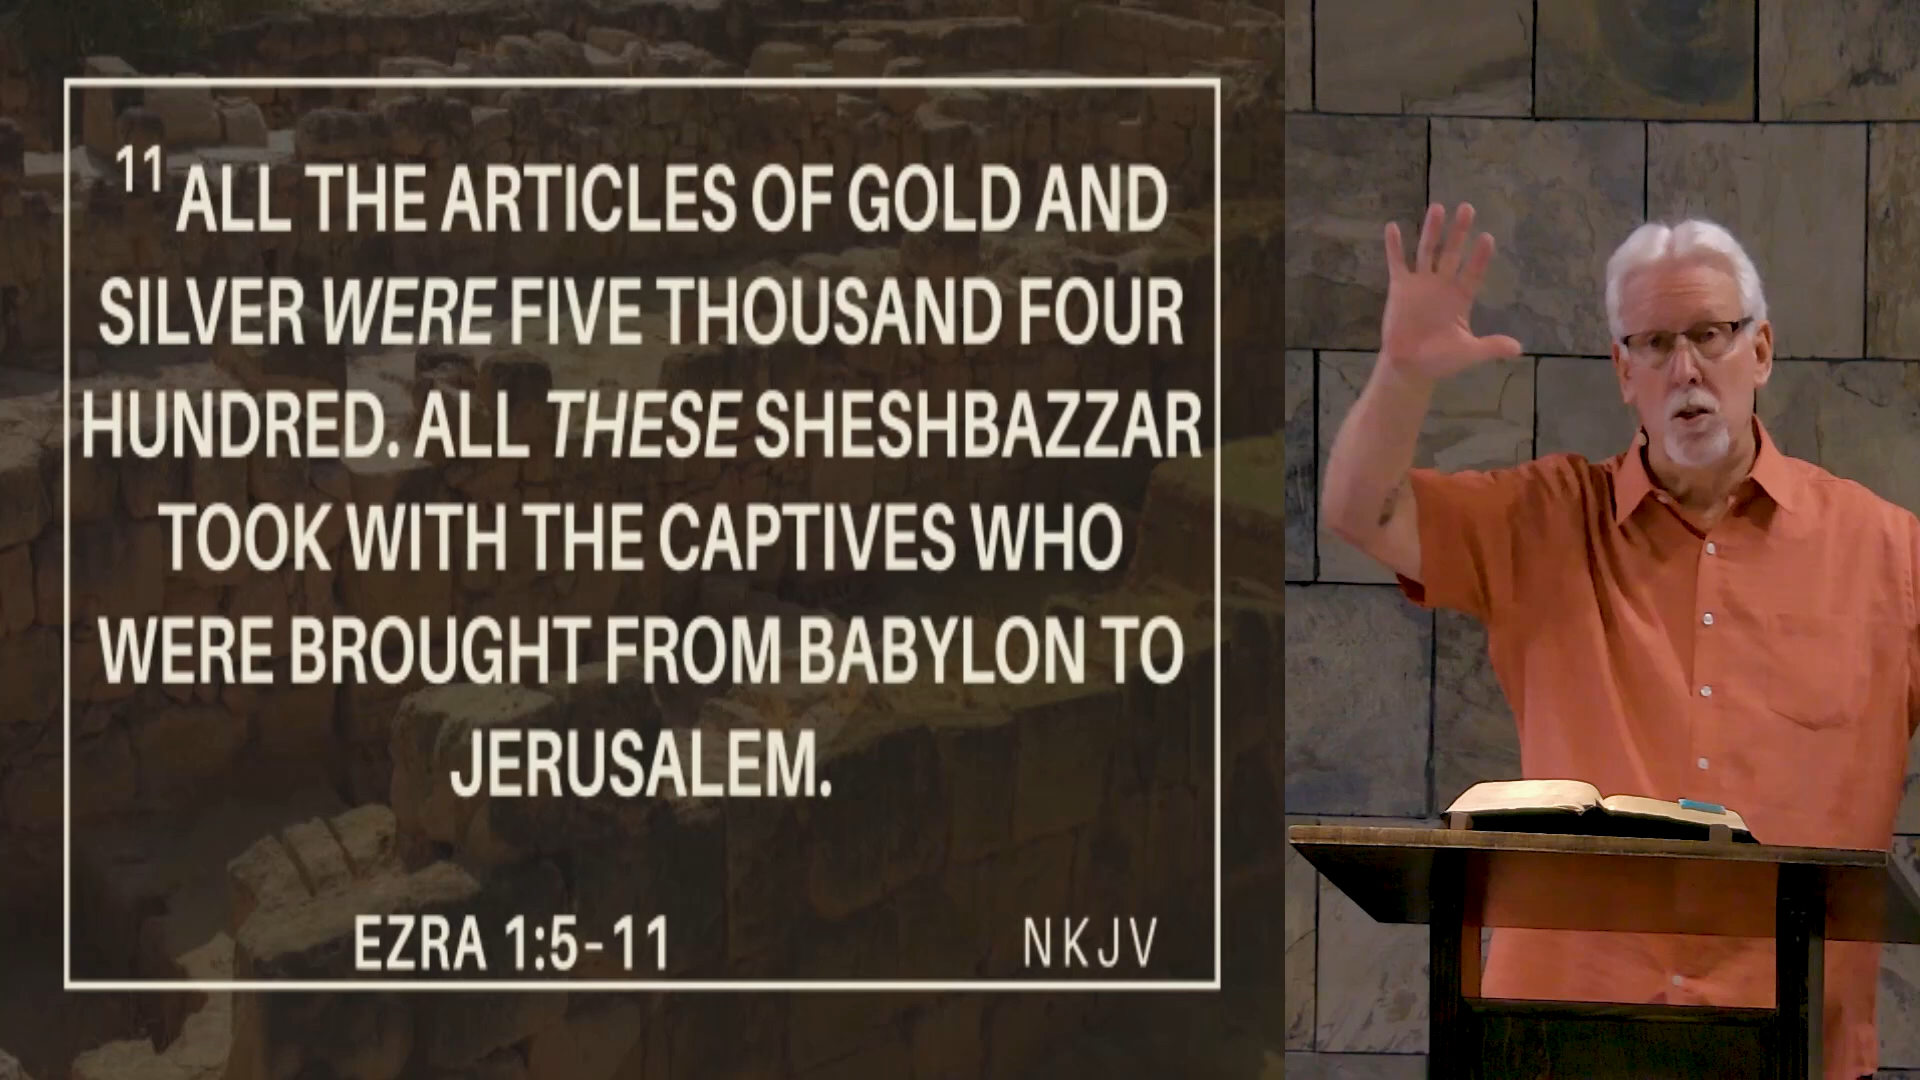 11 ALL THE ARTICLES OF GOLD AND
SILVER WERE FIVE THOUSAND FOUR
HUNDRED. ALL THESE SHESHBAZZAR
TOOK WITH THE CAPTIVES WHO
WERE BROUGHT FROM BABYLON TO
JERUSALEM.
EZRA 1:5-11 NKJV